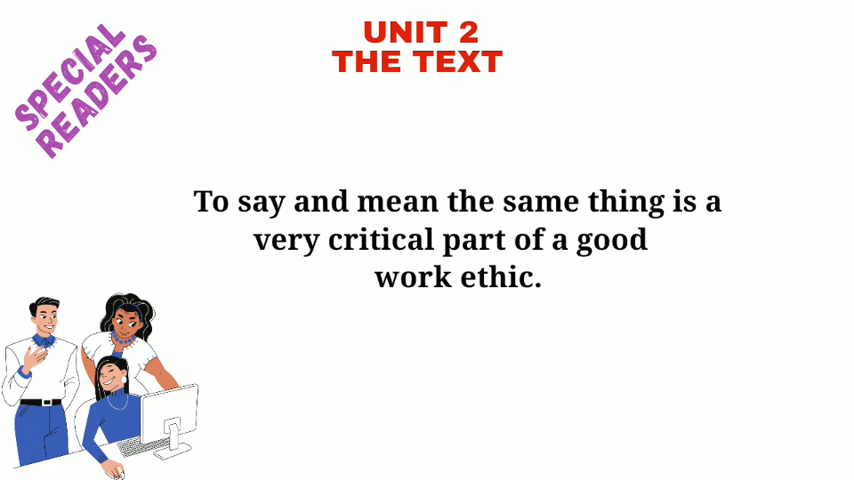 SPECIAL
READERS
UNIT 2
THE TEXT
To say and mean the same thing is a
very critical part of a good
work ethic.